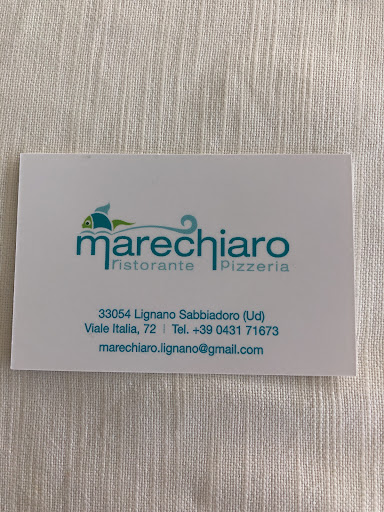 marechiaro
ristorante pizzeria
33054 Lignano Sabbiadoro (Ud)
Viale Italia, 72 | Tel. +39 0431 71673
marechiaro.lignano@gmail.com